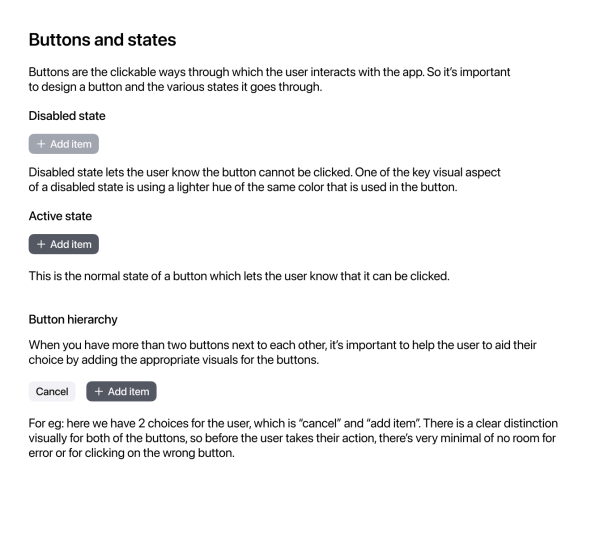 Buttons and states
Buttons are the clickable ways through which the user interacts with the app. So it’s important
to design a button and the various states it goes through.
Disabled state
+ Add item
Disabled state lets the user know the button cannot be clicked. One of the key visual aspect
of a disabled state is using a lighter hue of the same color that is used in the button.
Active state
+ Add item
This is the normal state of a button which lets the user know that it can be clicked.
Button hierarchy
When you have more than two buttons next to each other, it’s important to help the user to aid their
choice by adding the appropriate visuals for the buttons.
Cancel + Add item
For eg: here we have 2 choices for the user, which is “cancel” and “add item”. There is a clear distinction
visually for both of the buttons, so before the user takes their action, there’s very minimal of no room for
error or for clicking on the wrong button.